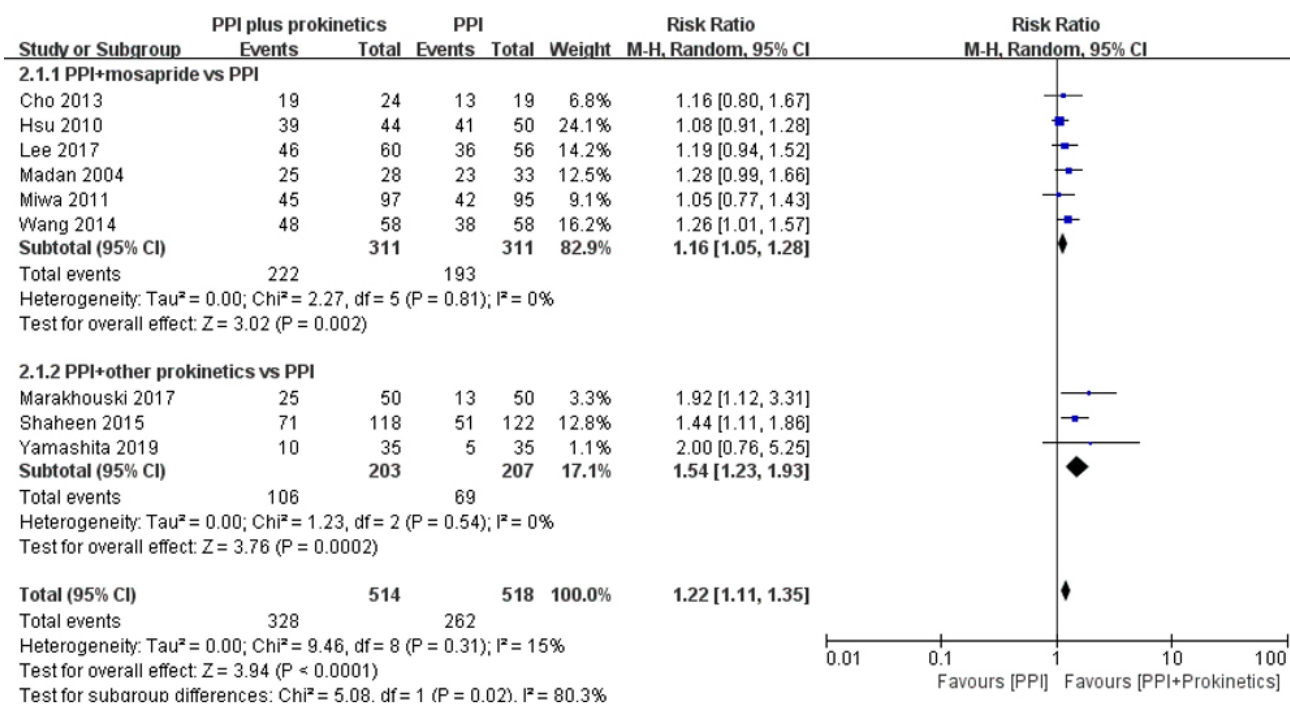 PPI plus prokinetics PPI Risk Ratio Risk Ratio
Study or Subgroup Events Total Events Total Weight M-H, Random, 95% CI M-H, Random, 95% CI
2.1.1 PPI+mosapride vs PPI
Cho 2013 19 24 13 19 6.8% 1.16 [0.80, 1.67]
Hsu 2010 39 44 41 50 24.1% 1.08 [0.91, 1.28]
Lee 2017 46 60 36 56 14.2% 1.19 [0.94, 1.52]
Madan 2004 25 28 23 33 12.5% 1.28 [0.99, 1.66]
Miwa 2011 45 97 42 95 9.1% 1.05 [0.77, 1.43]
Wang 2014 48 58 38 58 16.2% 1.26 [1.01, 1.57]
Subtotal (95% CI) 311 311 82.9% 1.16 [1.05, 1.28]
Total events 222 193
Heterogeneity: Tau² = 0.00; Chi² = 2.27, df = 5 (P = 0.81); I² = 0%
Test for overall effect: Z = 3.02 (P = 0.002)
2.1.2 PPI+other prokinetics vs PPI
Marakhouski 2017 25 50 13 50 3.3% 1.92 [1.12, 3.31]
Shaheen 2015 71 118 51 122 12.8% 1.44 [1.11, 1.86]
Yamashita 2019 10 35 5 35 1.1% 2.00 [0.76, 5.25]
Subtotal (95% CI) 203 207 17.1% 1.54 [1.23, 1.93]
Total events 106 69
Heterogeneity: Tau² = 0.00; Chi² = 1.23, df = 2 (P = 0.54); I² = 0%
Test for overall effect: Z = 3.76 (P = 0.0002)
Total (95% CI) 514 518 100.0% 1.22 [1.11, 1.35]
Total events 328 262
Heterogeneity: Tau² = 0.00; Chi² = 9.46, df = 8 (P = 0.31); I² = 15%
Test for overall effect: Z = 3.94 (P < 0.0001)
Test for subgroup differences: Chi² = 5.08, df = 1 (P = 0.02), I² = 80.3%
0.01 0.1 1 10 100
Favours [PPI] Favours [PPI+Prokinetics]